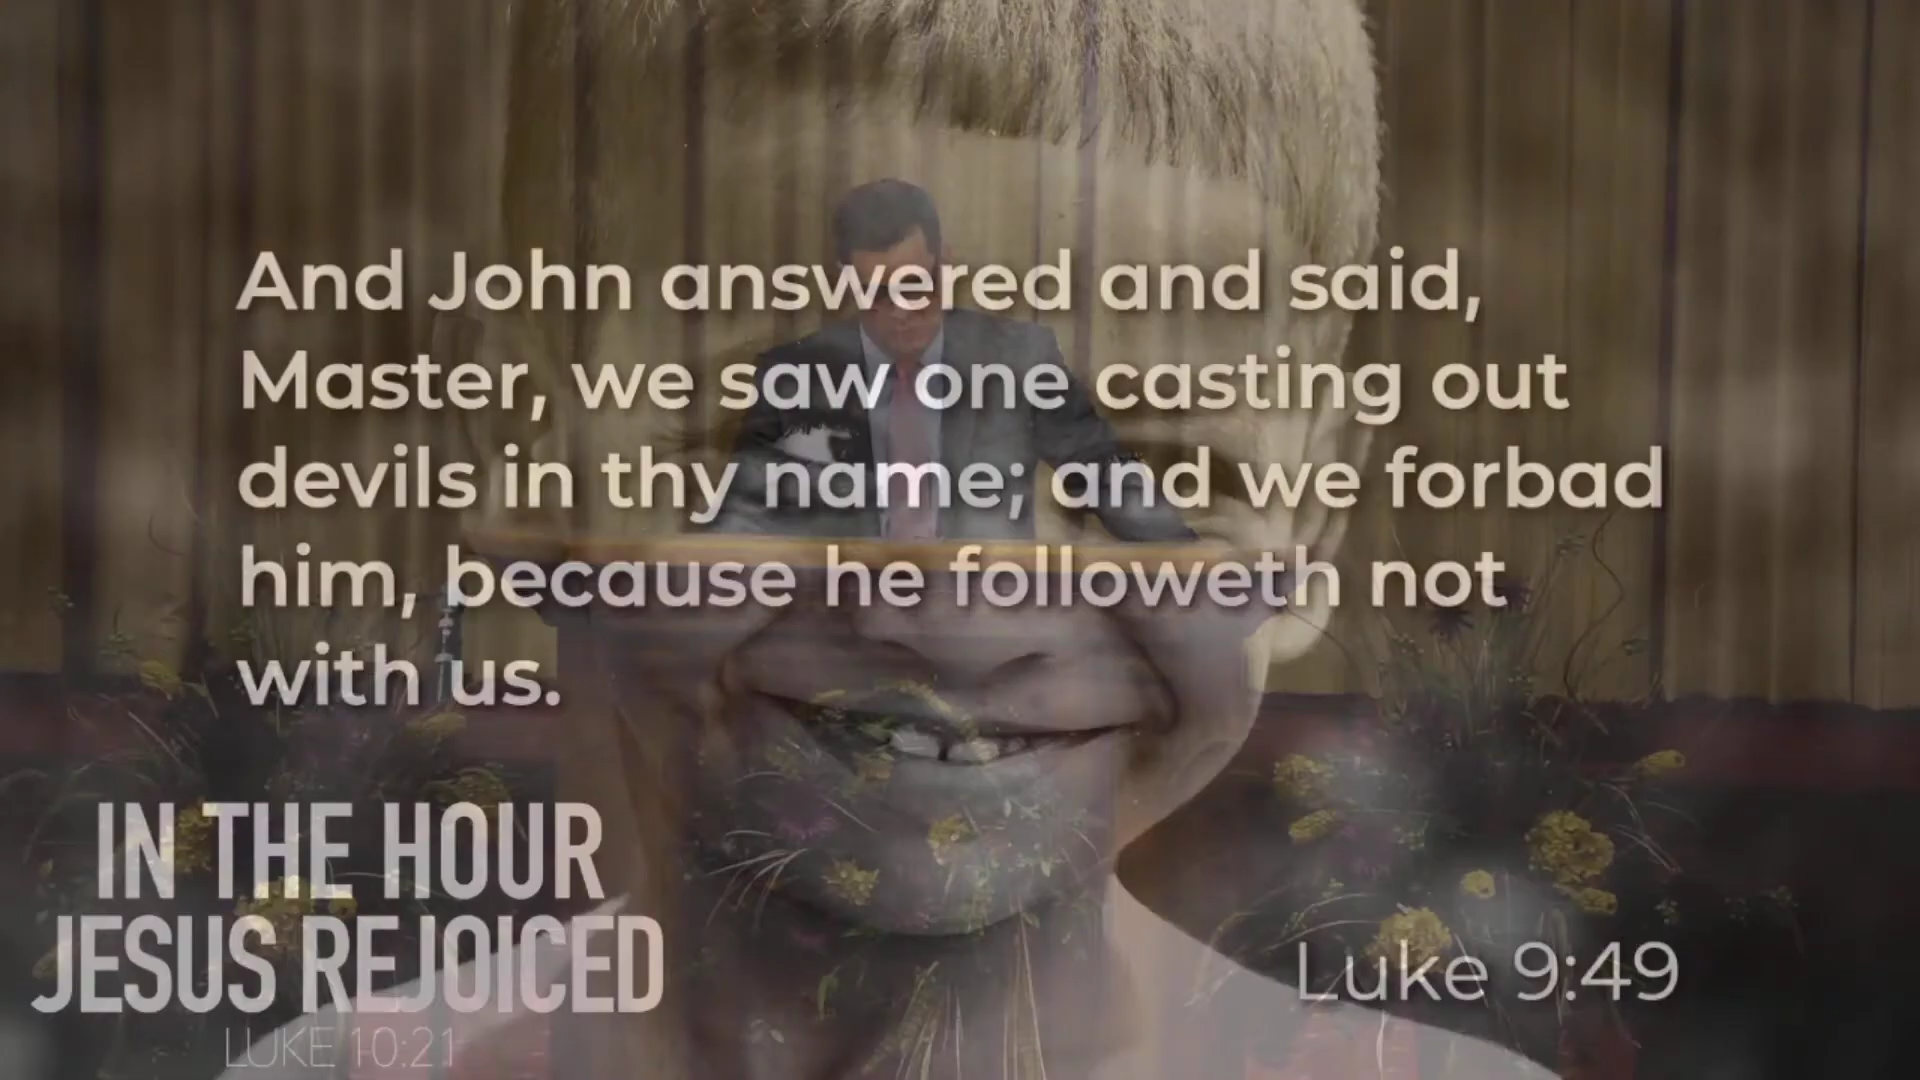 And John answered and said,
Master, we saw one casting out
devils in thy name; and we forbad
him, because he followeth not
with us.
IN THE HOUR
JESUS REJOICED
LUKE 10:21
Luke 9:49